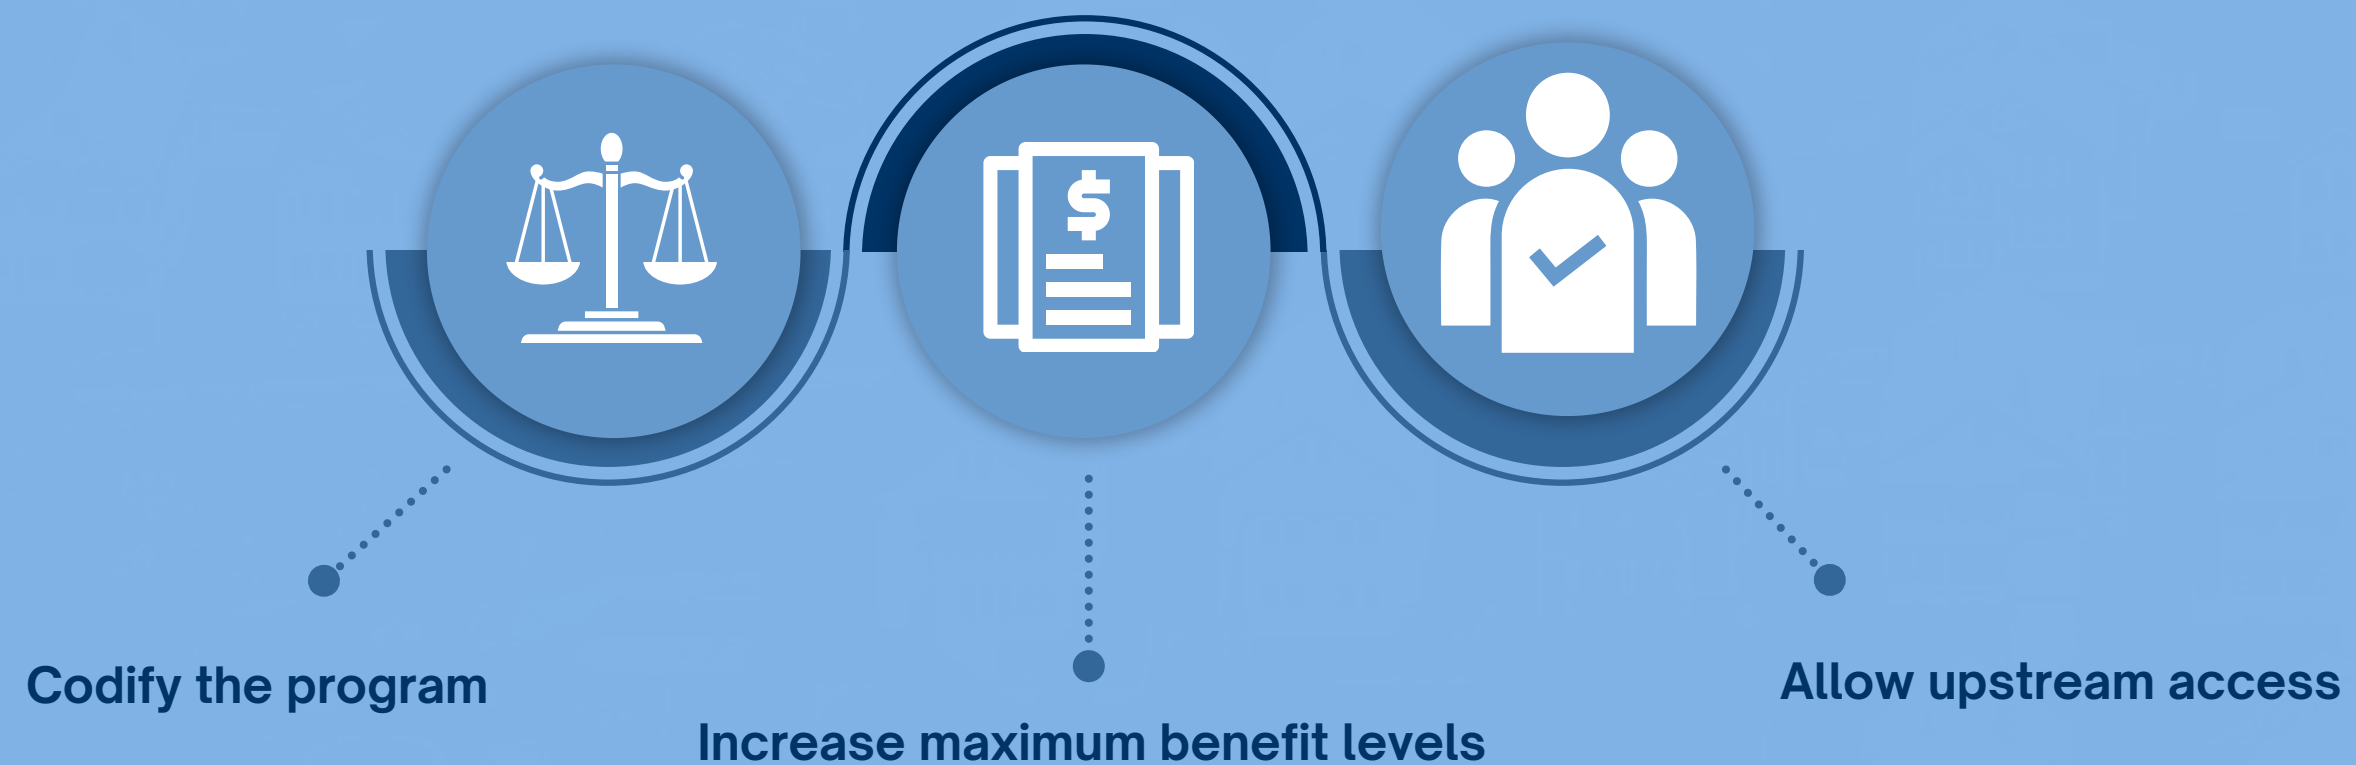 Codify the program
Increase maximum benefit levels
Allow upstream access